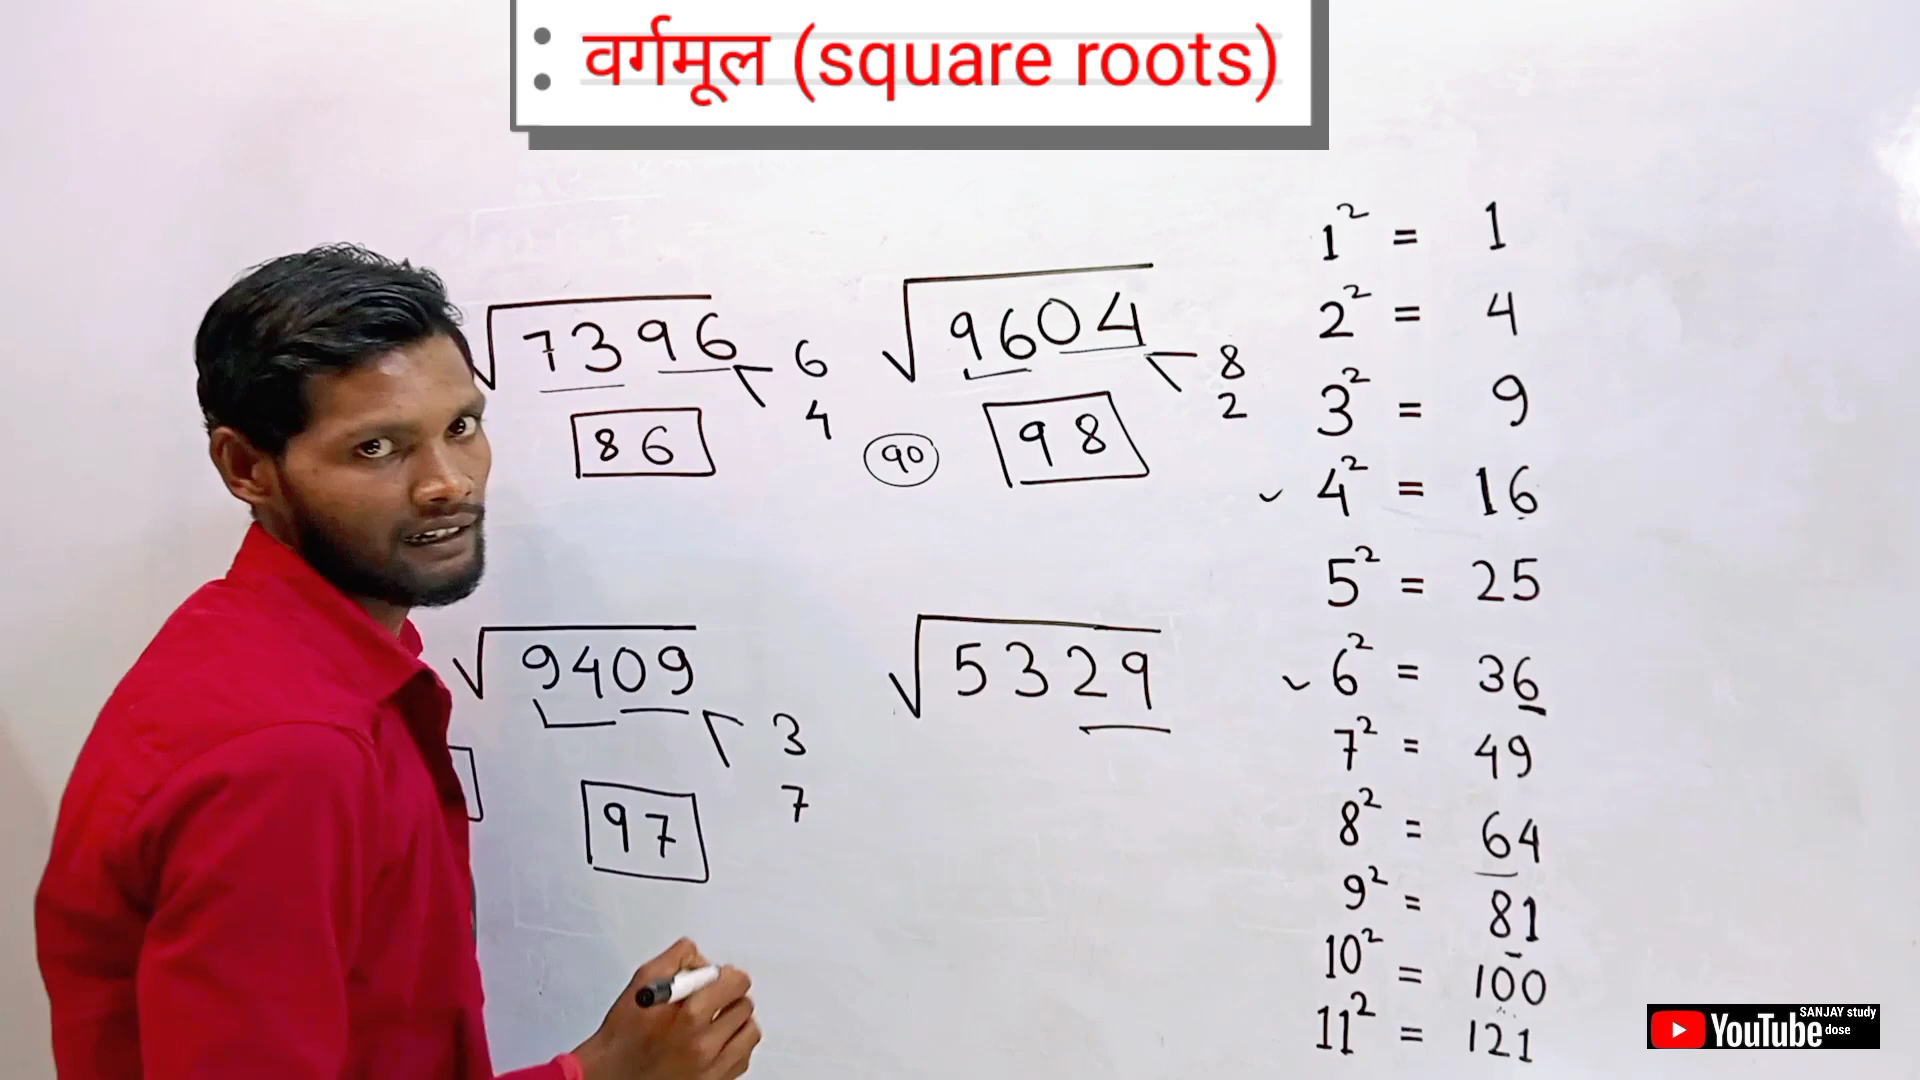 : वर्गमूल (square roots)
√7396
6
4
86
√9604
8
2
90
98
√9409
3
7
97
√5329
1² = 1
2² = 4
3² = 9
4² = 16
5² = 25
6² = 36
7² = 49
8² = 64
9² = 81
10² = 100
11² = 121
YouTube SANJAY study dose